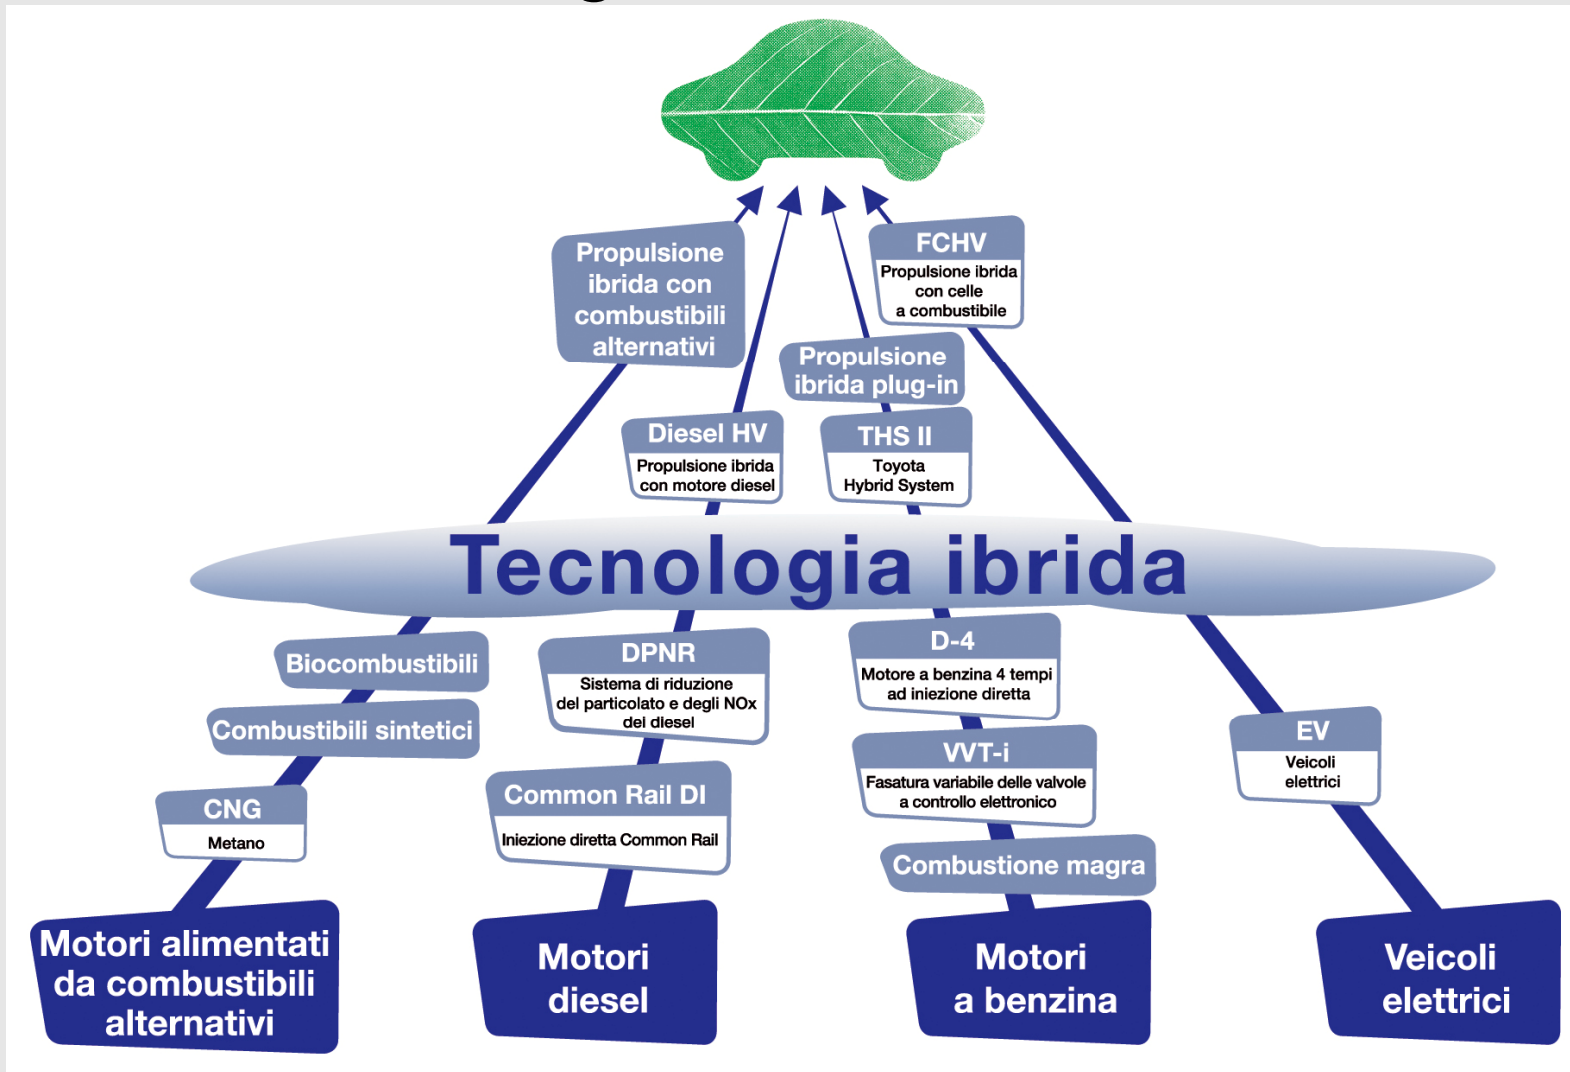 Propulsione
ibrida con
combustibili
alternativi
FCHV
Propulsione ibrida
con celle
a combustibile
Propulsione
ibrida plug-in
Diesel HV
Propulsione ibrida
con motore diesel
THS II
Toyota
Hybrid System
Tecnologia ibrida
Biocombustibili
Combustibili sintetici
CNG
Metano
DPNR
Sistema di riduzione
del particolato e degli NOx
dei diesel
Common Rail DI
Iniezione diretta Common Rail
D-4
Motore a benzina 4 tempi
ad iniezione diretta
VVT-i
Fasatura variabile delle valvole
a controllo elettronico
Combustione magra
EV
Veicoli
elettrici
Motori alimentati
da combustibili
alternativi
Motori
diesel
Motori
a benzina
Veicoli
elettrici